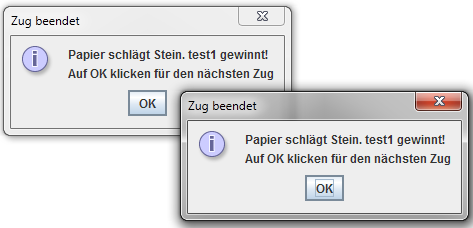 Zug beendet
Papier schlägt Stein. test1 gewinnt!
Auf OK klicken für den nächsten Zug
OK
Zug beendet
Papier schlägt Stein. test1 gewinnt!
Auf OK klicken für den nächsten Zug
OK